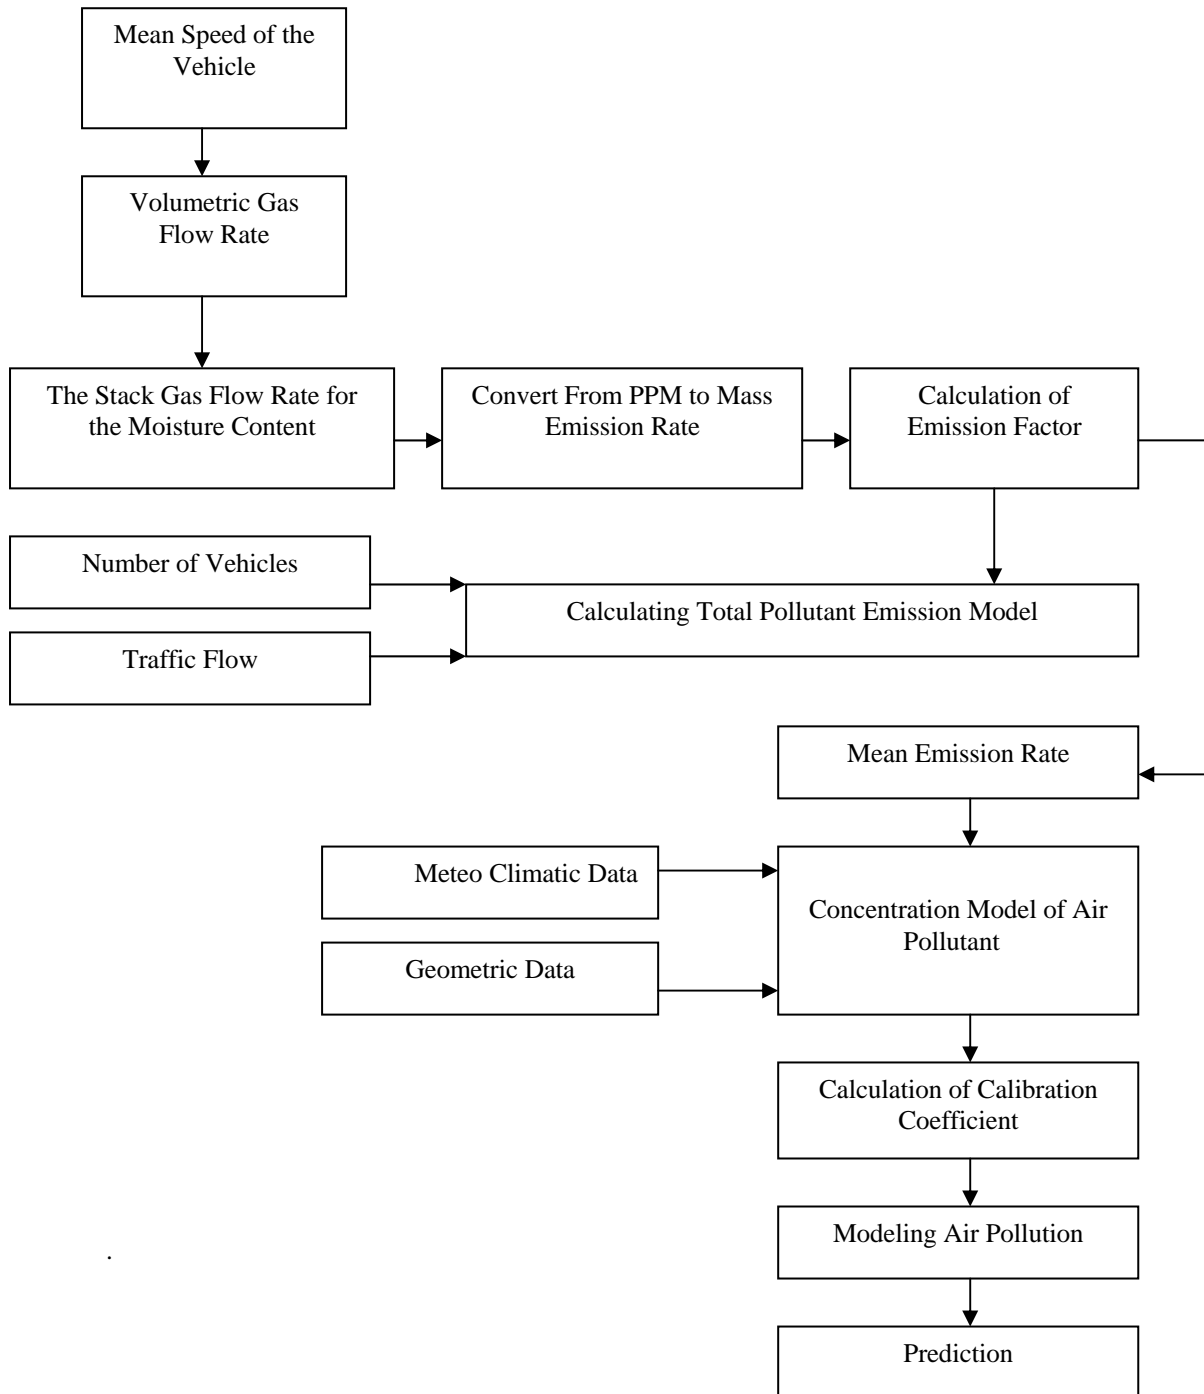 Mean Speed of the
Vehicle
Volumetric Gas
Flow Rate
The Stack Gas Flow Rate for
the Moisture Content
Convert From PPM to Mass
Emission Rate
Calculation of
Emission Factor
Number of Vehicles
Calculating Total Pollutant Emission Model
Traffic Flow
Mean Emission Rate
Meteo Climatic Data
Concentration Model of Air
Pollutant
Geometric Data
Calculation of Calibration
Coefficient
Modeling Air Pollution
.
Prediction